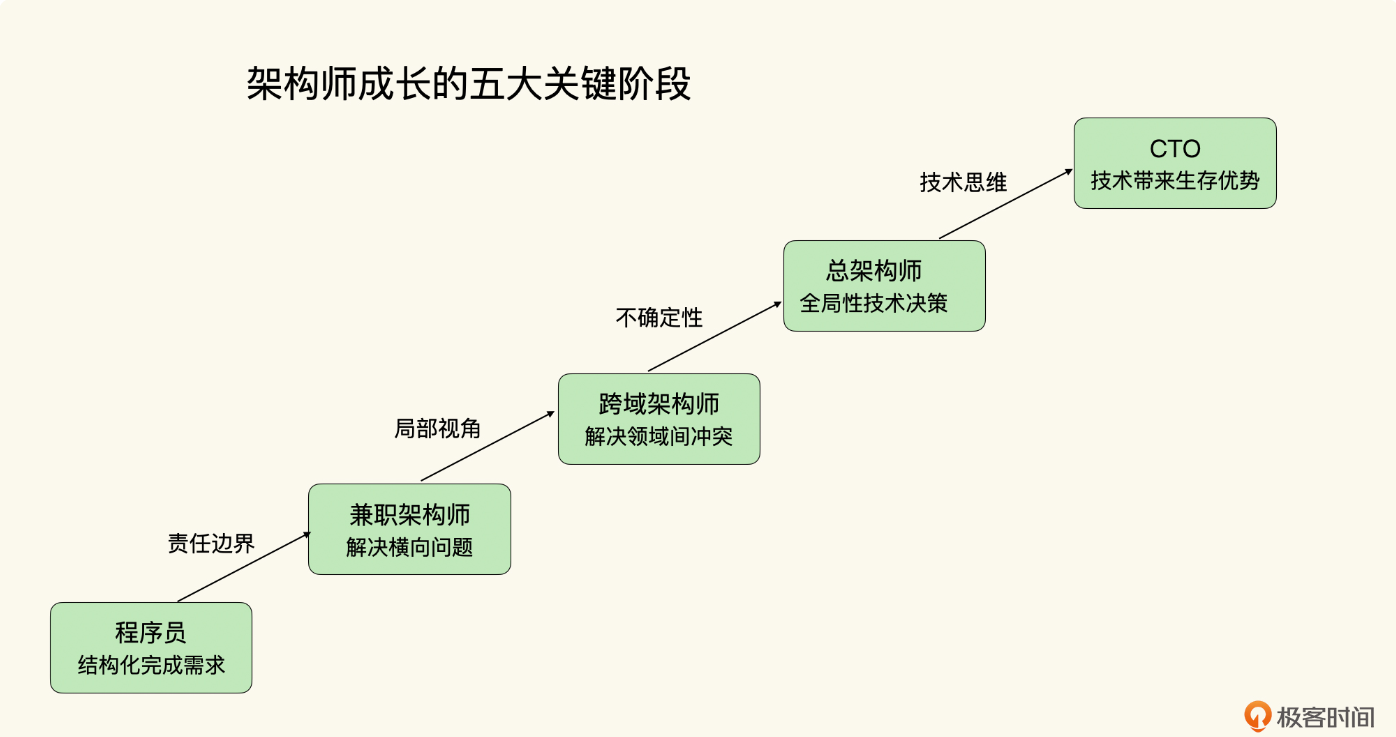 架构师成长的五大关键阶段
CTO
技术带来生存优势
技术思维
总架构师
全局性技术决策
不确定性
跨域架构师
解决领域间冲突
局部视角
兼职架构师
解决横向问题
责任边界
程序员
结构化完成需求
极客时间